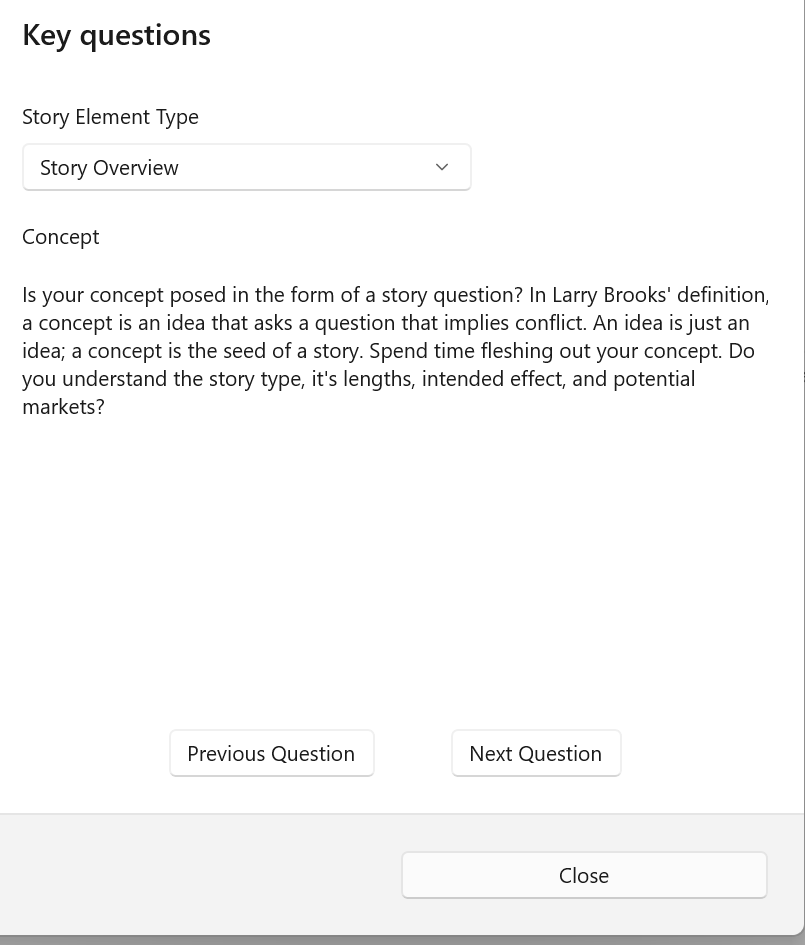 Key questions
Story Element Type
Story Overview
Concept
Is your concept posed in the form of a story question? In Larry Brooks' definition,
a concept is an idea that asks a question that implies conflict. An idea is just an
idea; a concept is the seed of a story. Spend time fleshing out your concept. Do
you understand the story type, it's lengths, intended effect, and potential
markets?
Previous Question
Next Question
Close